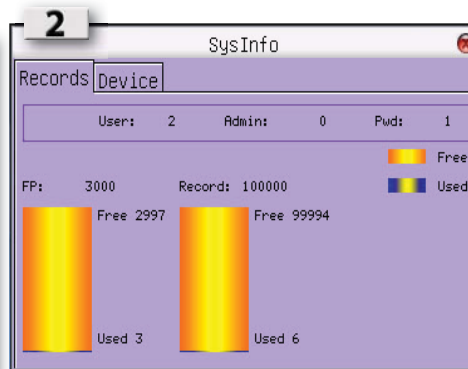 2
SysInfo
Records Device
User: 2 Admin: 0 Pwd: 1
Free
FP: 3000 Record: 100000 Used
Free 2997 Free 99994
Used 3 Used 6